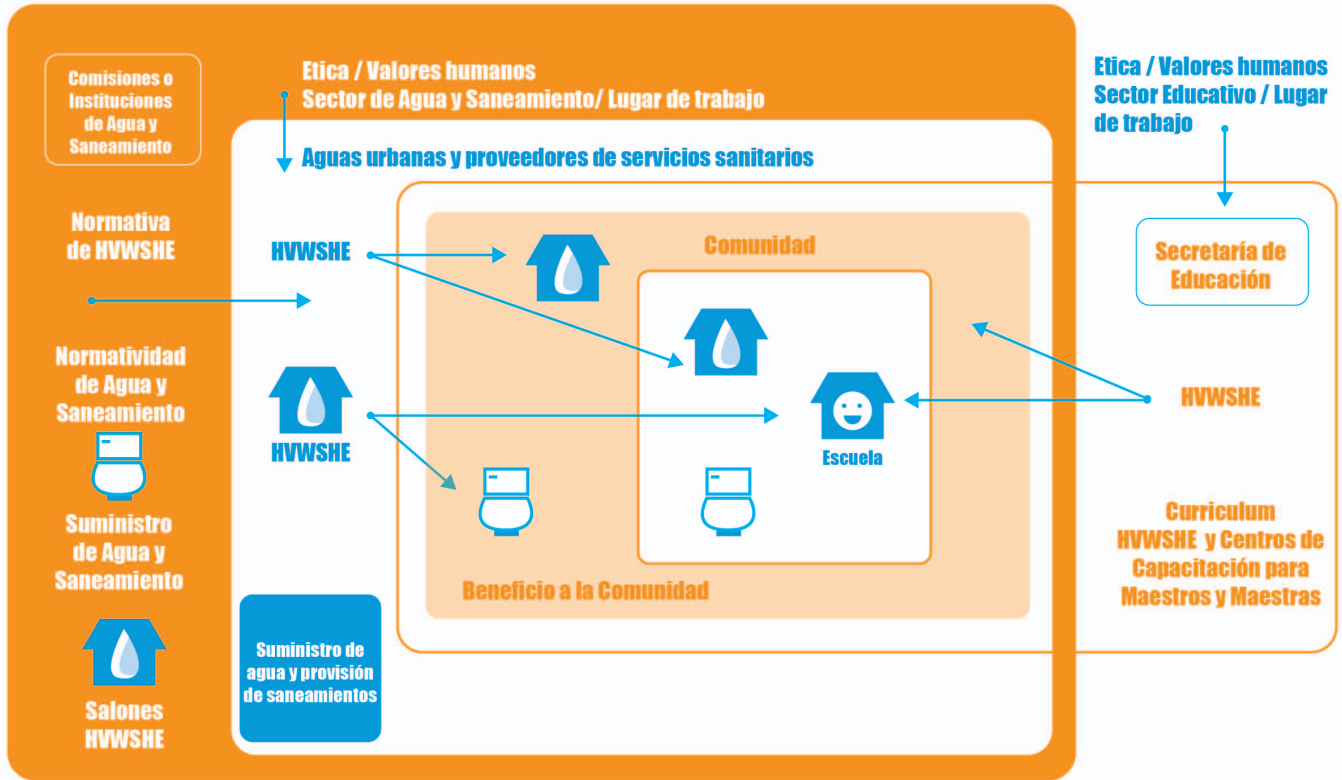 Comisiones o
Instituciones
de Agua y
Saneamiento
Normativa
de HVWSHE
Normatividad
de Agua y
Saneamiento
Suministro
de Agua y
Saneamiento
Salones
HVWSHE
Etica / Valores humanos
Sector de Agua y Saneamiento/ Lugar de trabajo
Aguas urbanas y proveedores de servicios sanitarios
HVWSHE
HVWSHE
Suministro de
agua y provisión
de saneamientos
Comunidad
Escuela
Beneficio a la Comunidad
Etica / Valores humanos
Sector Educativo / Lugar
de trabajo
Secretaría de
Educación
HVWSHE
Curriculum
HVWSHE y Centros de
Capacitación para
Maestros y Maestras